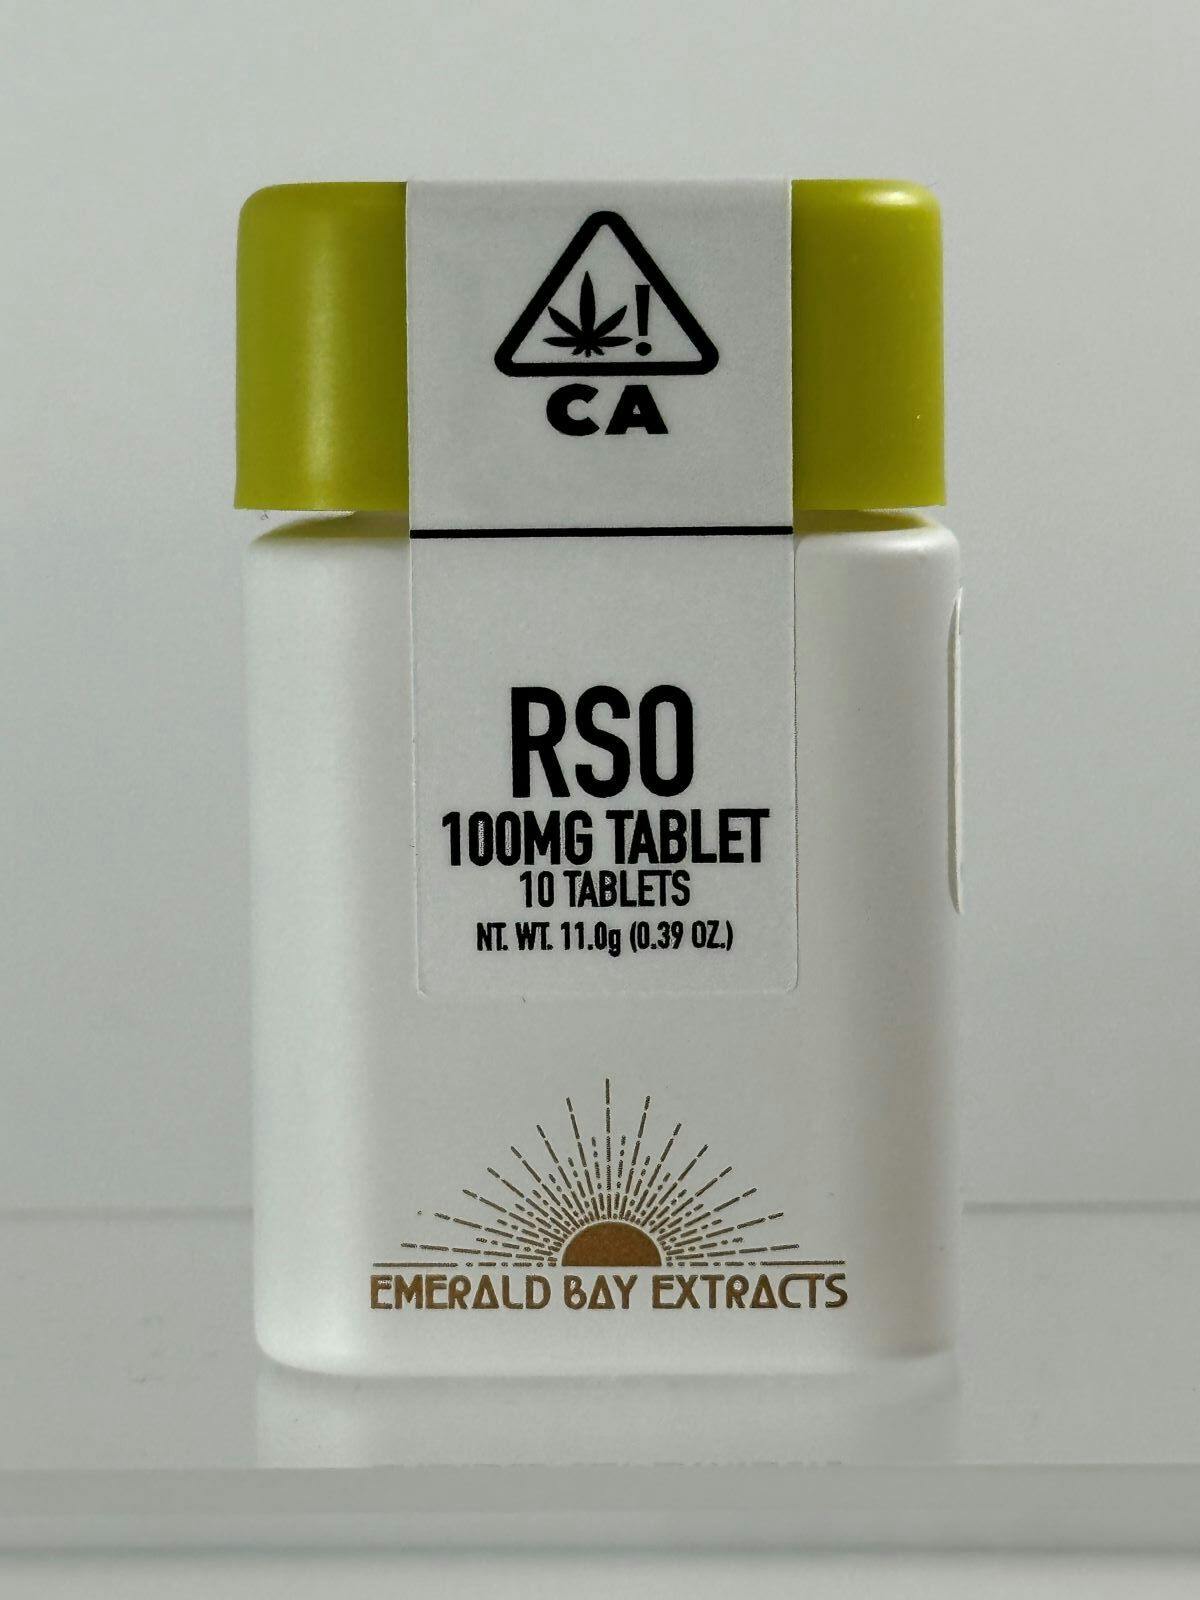 !
CA
RSO
100MG TABLET
10 TABLETS
NT. WT. 11.0g (0.39 OZ.)
EMERALD BAY EXTRACTS